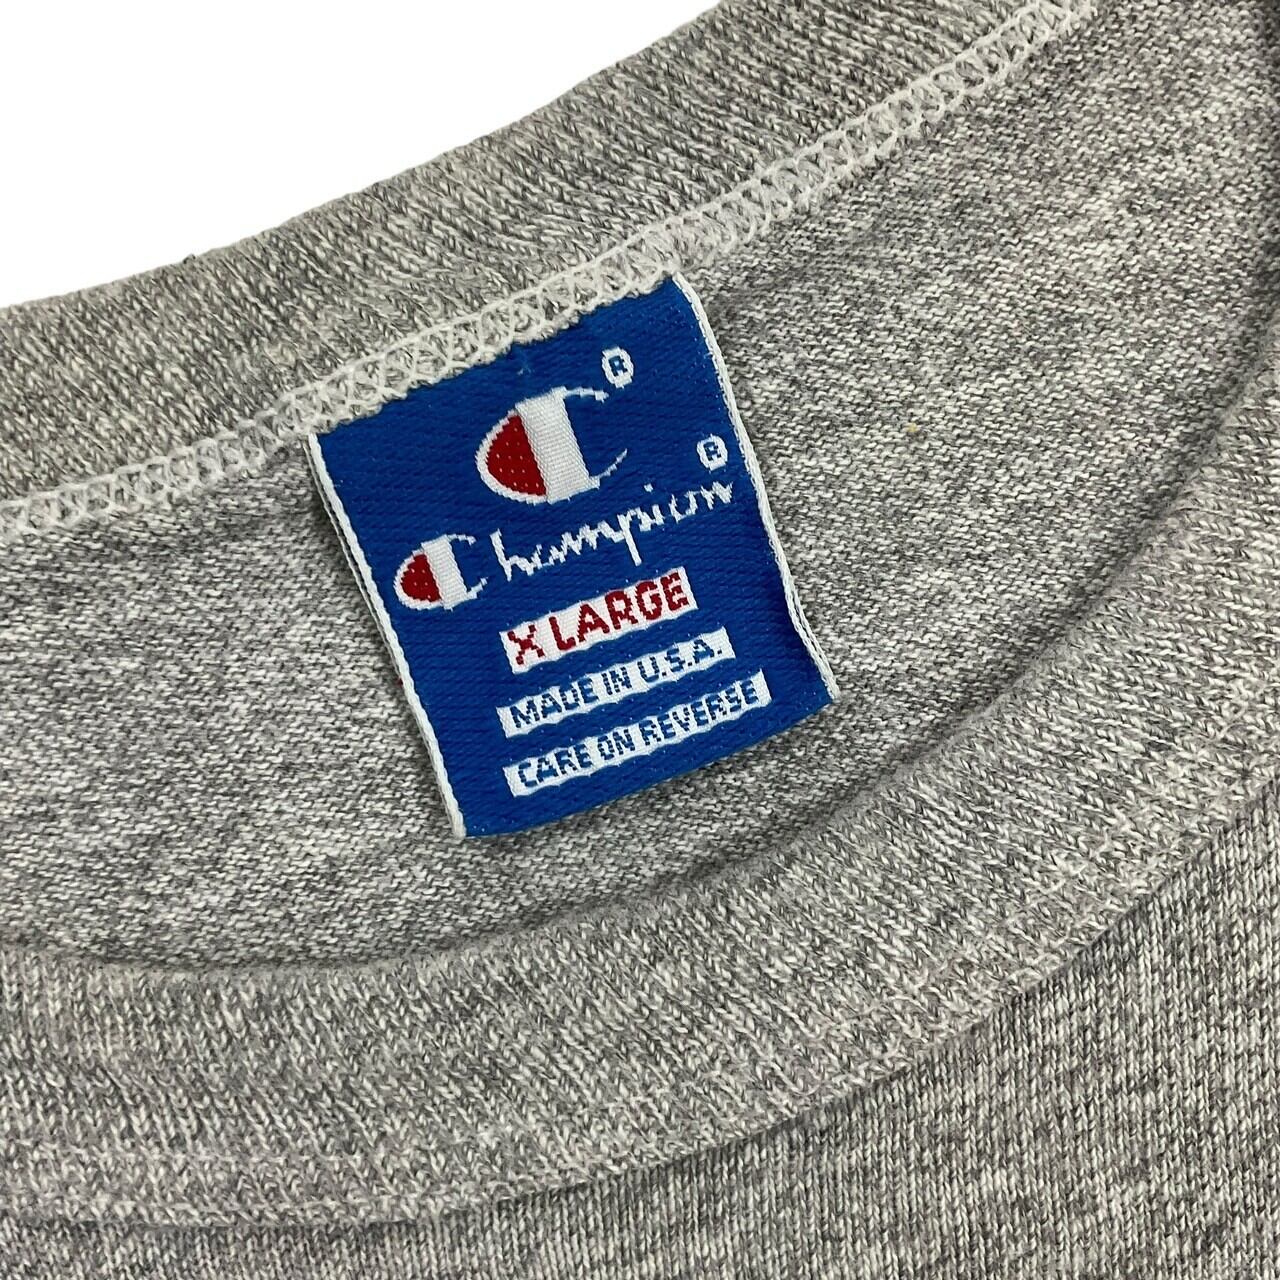 C®
Champion®
X LARGE
MADE IN U.S.A.
CARE ON REVERSE